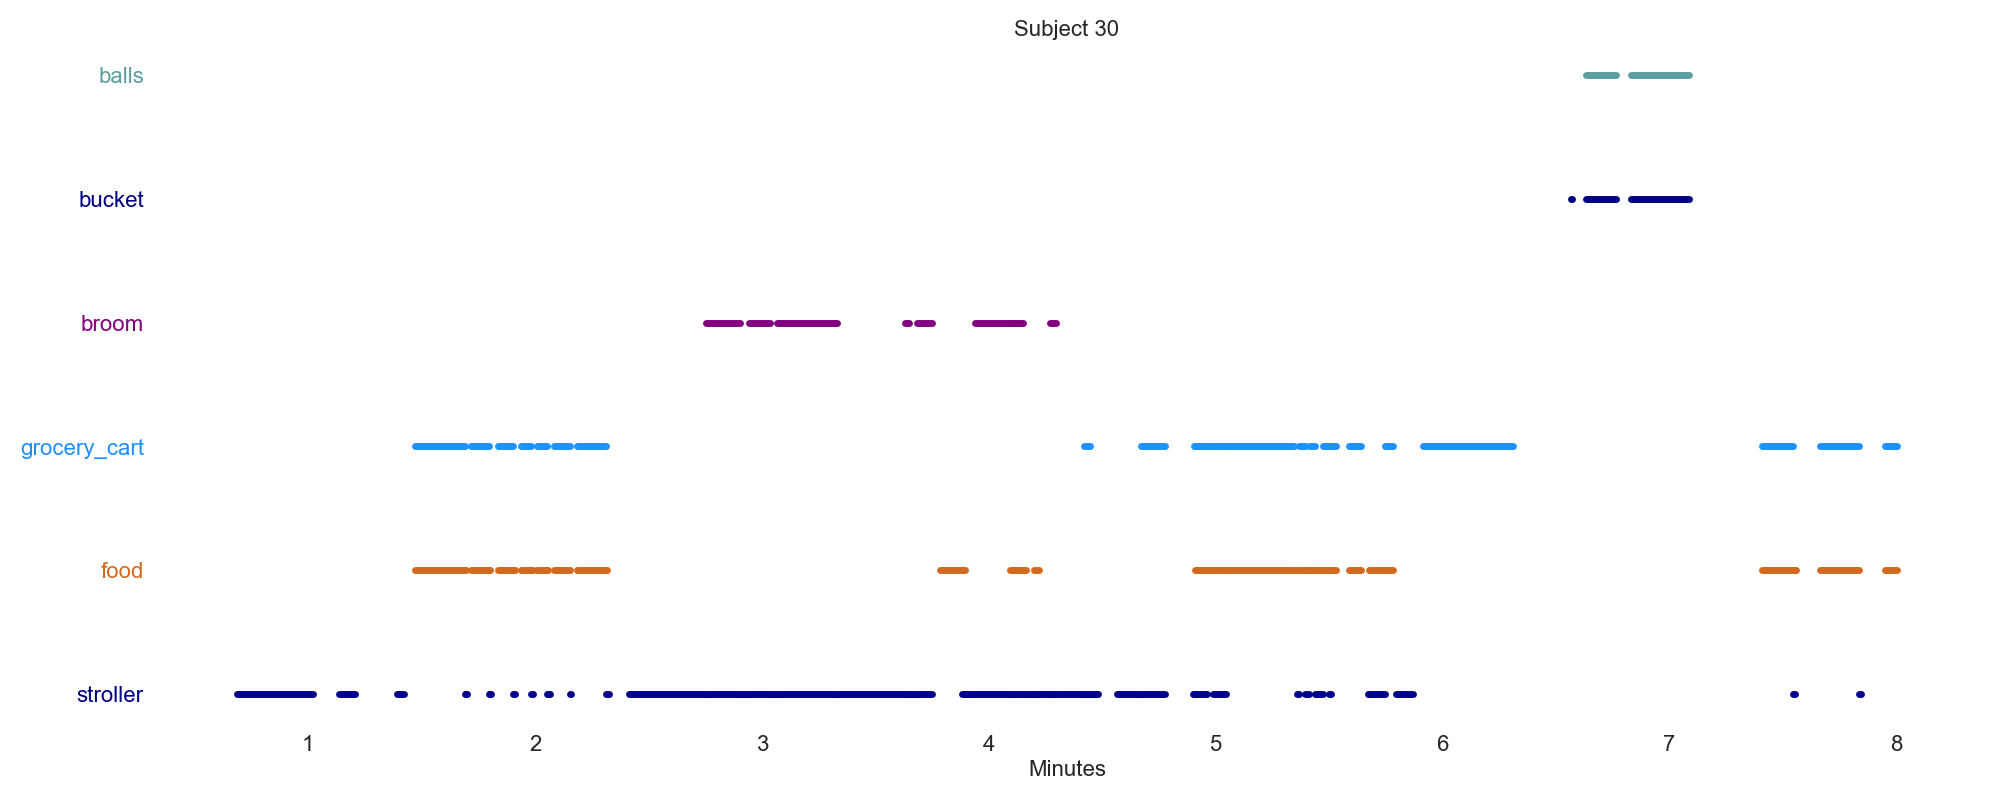 Subject 30
balls
bucket
broom
grocery_cart
food
stroller
1 2 3 4 5 6 7 8
Minutes